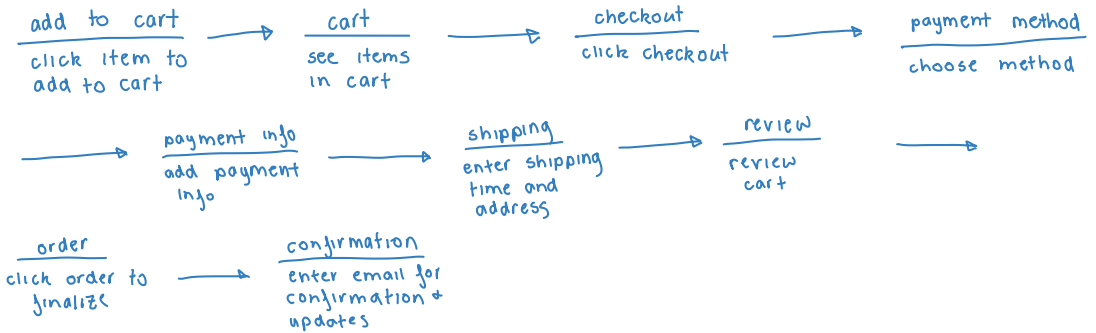 add to cart
click item to
add to cart
cart
see items
in cart
checkout
click checkout
payment method
choose method
payment info
add payment
info
shipping
enter shipping
time and
address
review
review
cart
order
click order to
finalize
confirmation
enter email for
confirmation &
updates